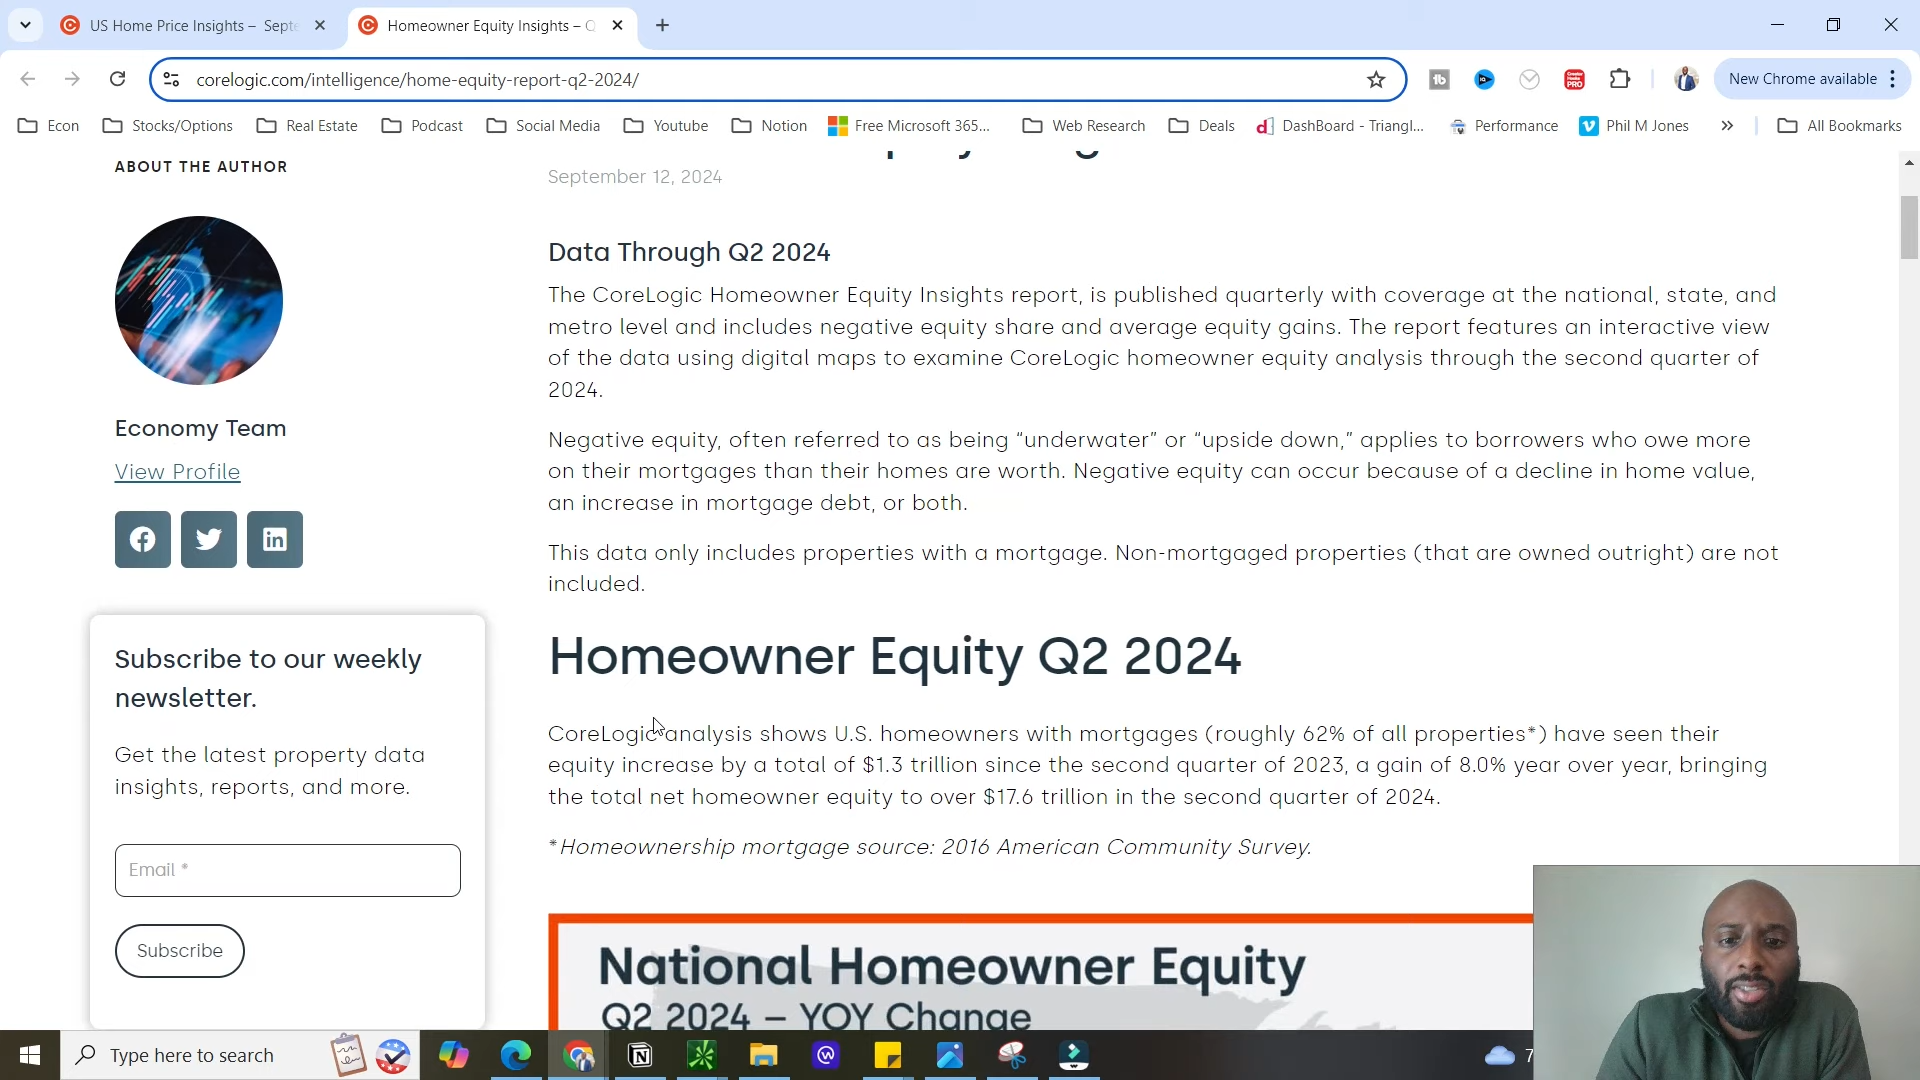 US Home Price Insights – Septe
Homeowner Equity Insights – Q
corelogic.com/intelligence/home-equity-report-q2-2024/
New Chrome available
Econ
Stocks/Options
Real Estate
Podcast
Social Media
Youtube
Notion
Free Microsoft 365...
Web Research
Deals
DashBoard - Triangl...
Performance
Phil M Jones
All Bookmarks
ABOUT THE AUTHOR
Economy Team
View Profile
Subscribe to our weekly
newsletter.
Get the latest property data
insights, reports, and more.
Email *
Subscribe
September 12, 2024
Data Through Q2 2024
The CoreLogic Homeowner Equity Insights report, is published quarterly with coverage at the national, state, and
metro level and includes negative equity share and average equity gains. The report features an interactive view
of the data using digital maps to examine CoreLogic homeowner equity analysis through the second quarter of
2024.
Negative equity, often referred to as being “underwater” or “upside down,” applies to borrowers who owe more
on their mortgages than their homes are worth. Negative equity can occur because of a decline in home value,
an increase in mortgage debt, or both.
This data only includes properties with a mortgage. Non-mortgaged properties (that are owned outright) are not
included.
Homeowner Equity Q2 2024
CoreLogic analysis shows U.S. homeowners with mortgages (roughly 62% of all properties*) have seen their
equity increase by a total of $1.3 trillion since the second quarter of 2023, a gain of 8.0% year over year, bringing
the total net homeowner equity to over $17.6 trillion in the second quarter of 2024.
*Homeownership mortgage source: 2016 American Community Survey.
National Homeowner Equity
Q2 2024 – YOY Change
Type here to search
7